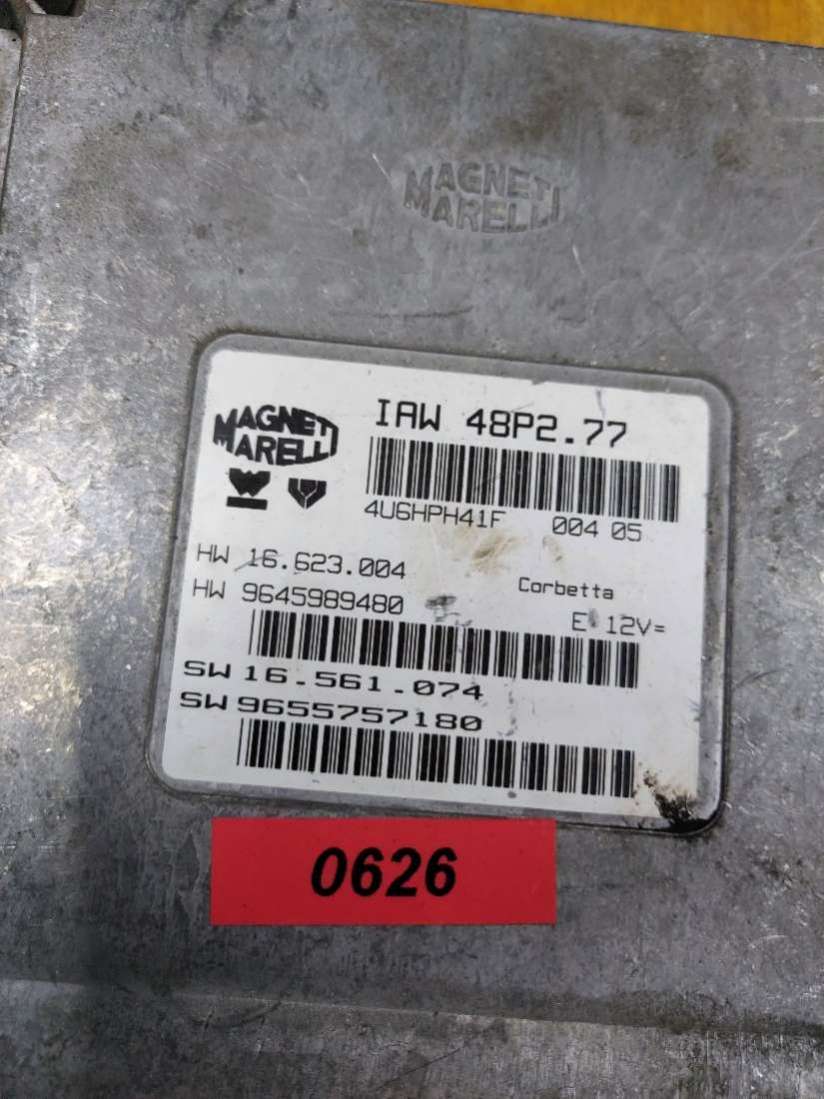 MAGNETI
MARELLI
MAGNETI
MARELLI
IAW 48P2.77
4U6HPH41F 004 05
HW 16.623.004
HW 9645989480
Corbetta
E 12V=
SW 16.561.074
SW 9655757180
0626